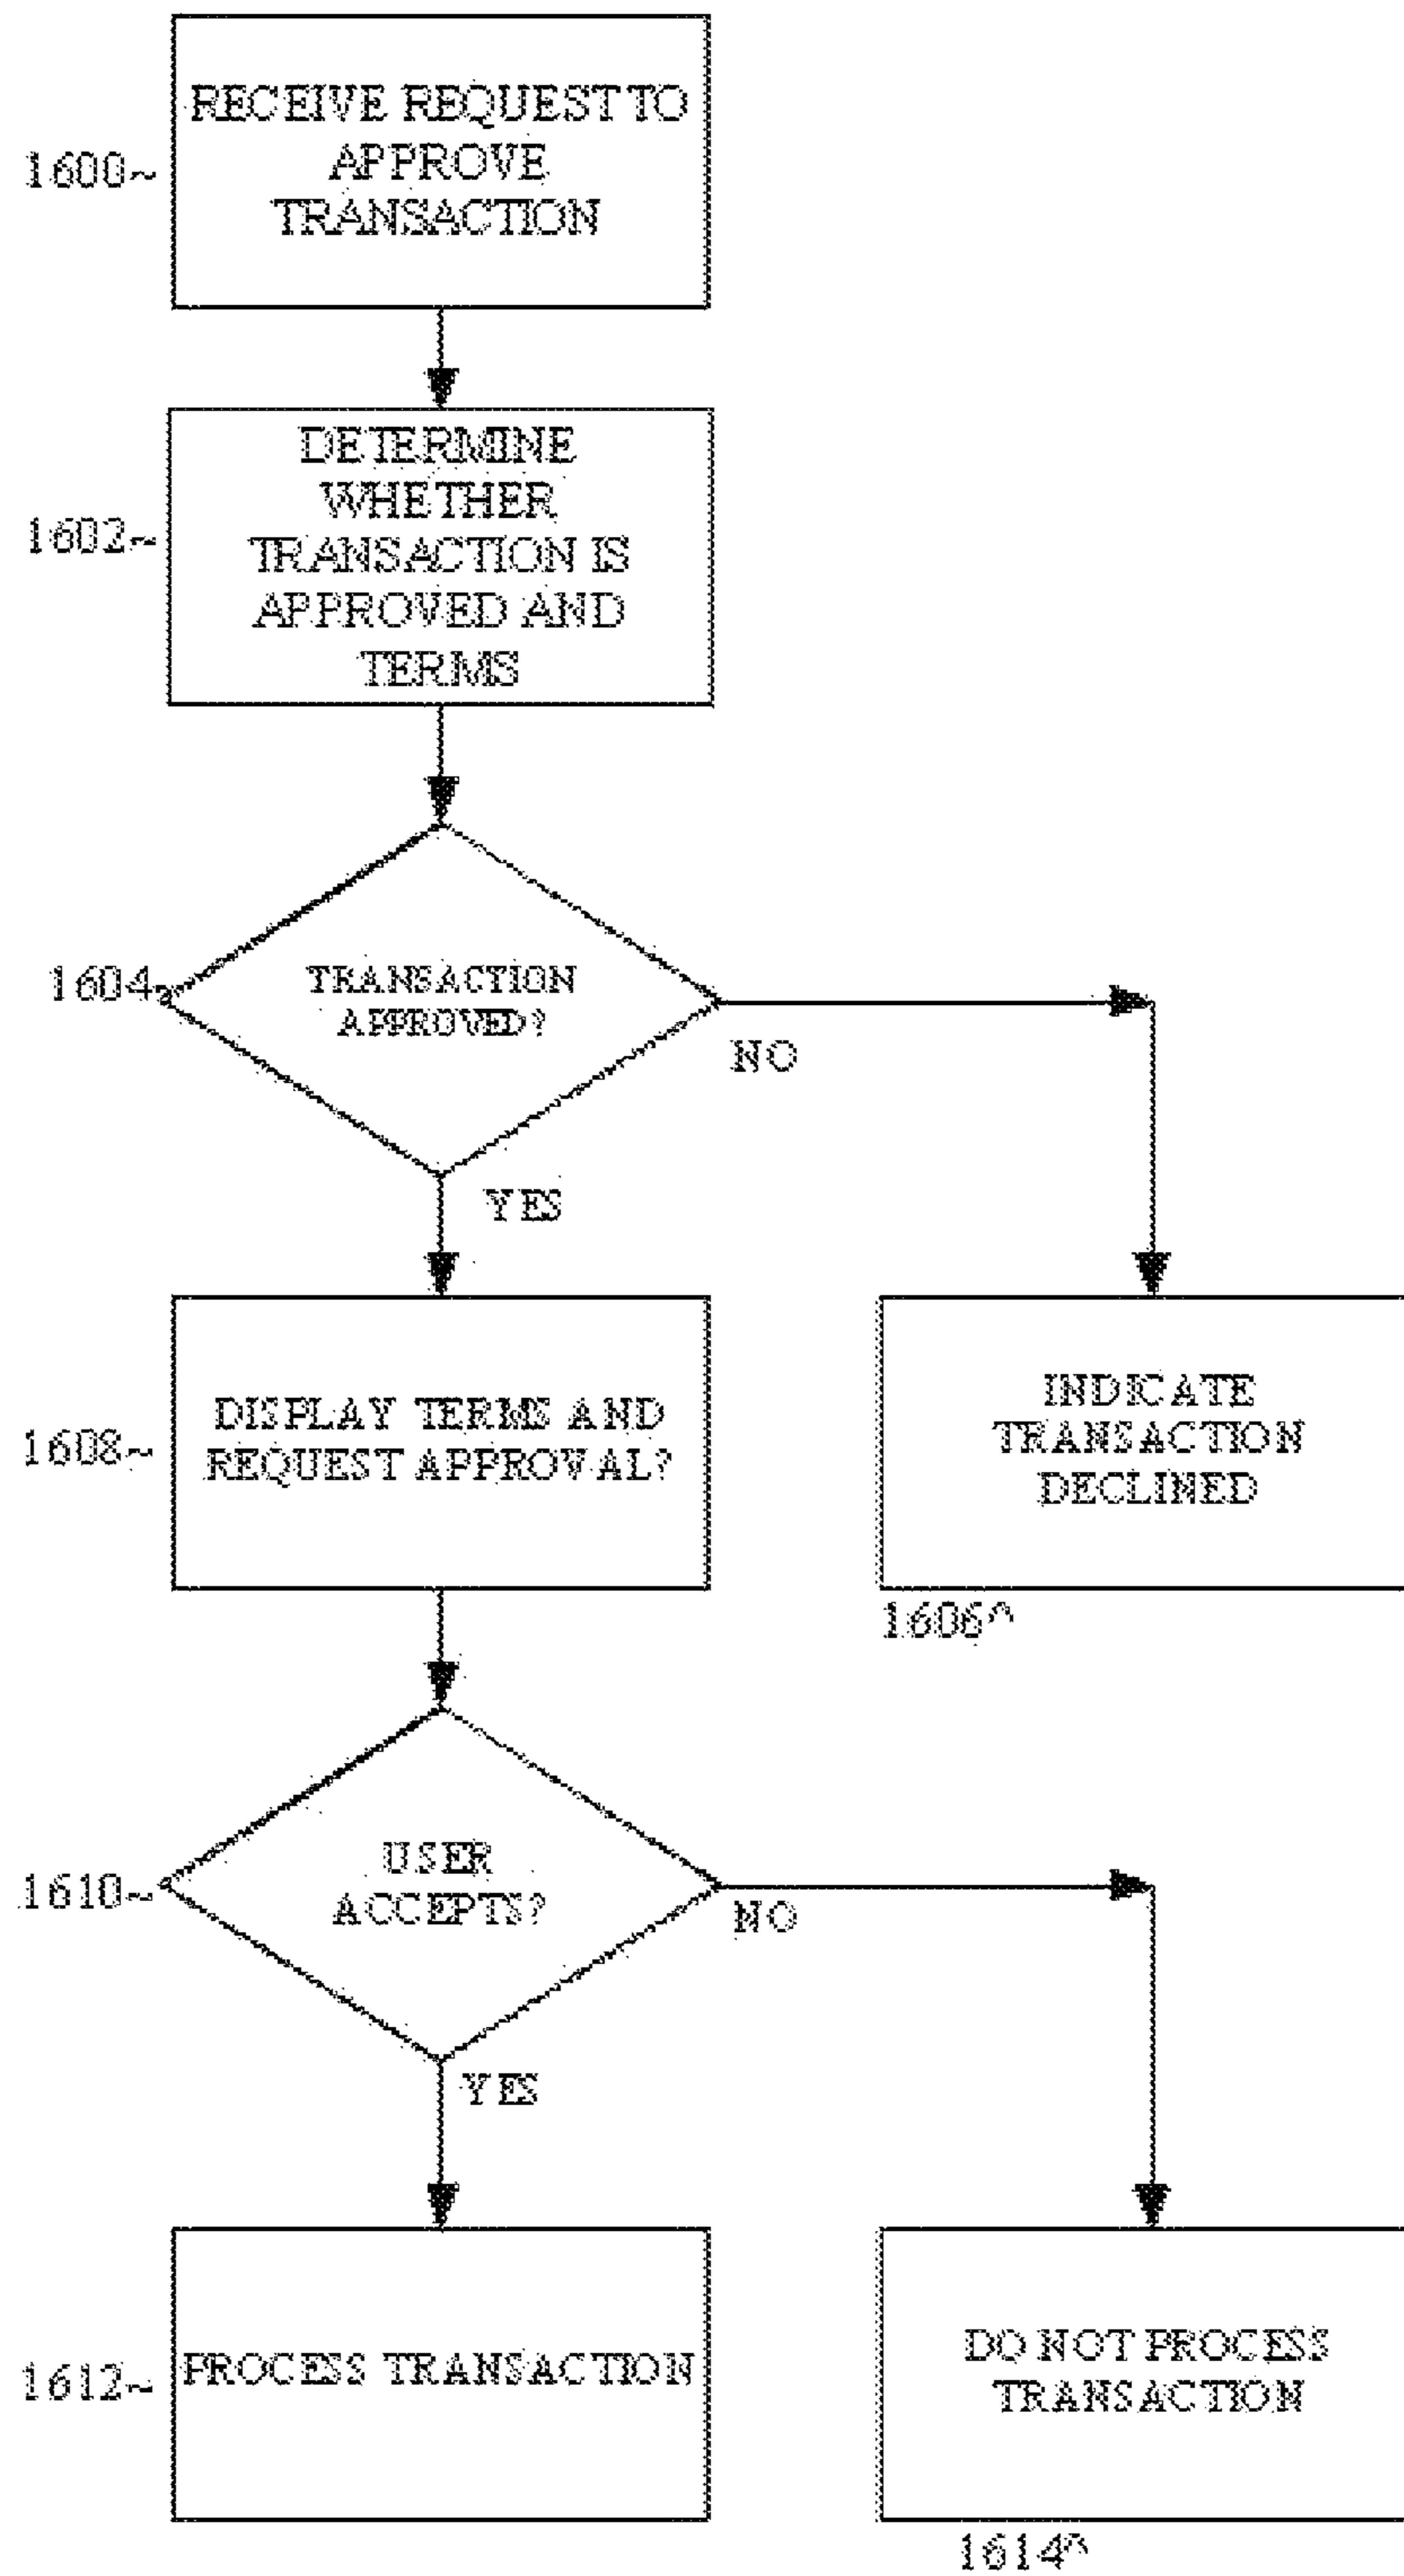 RECEIVE REQUEST TO
APPROVE
TRANSACTION
1600~
DETERMINE
WHETHER
TRANSACTION IS
APPROVED AND
TERMS
1602~
TRANSACTION
APPROVED?
1604~
NO
YES
DISPLAY TERMS AND
REQUEST APPROVAL?
1608~
INDICATE
TRANSACTION
DECLINED
1606^
USER
ACCEPTS?
1610~
NO
YES
PROCESS TRANSACTION
1612~
DO NOT PROCESS
TRANSACTION
1614^